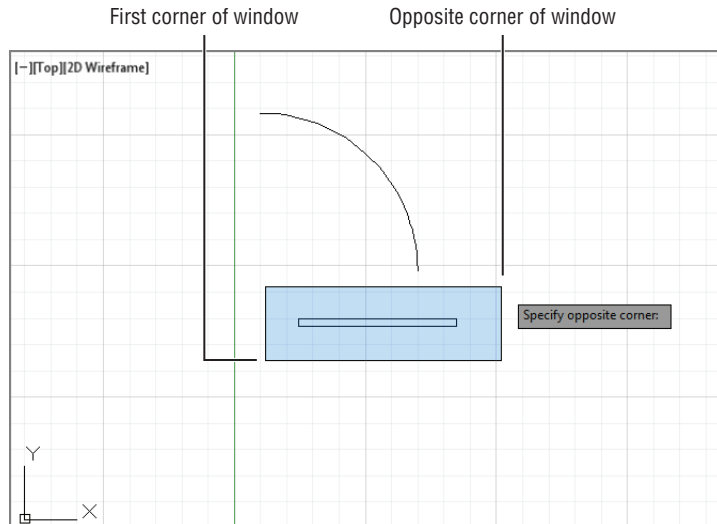 First corner of window
Opposite corner of window
[−][Top][2D Wireframe]
Specify opposite corner:
Y
X